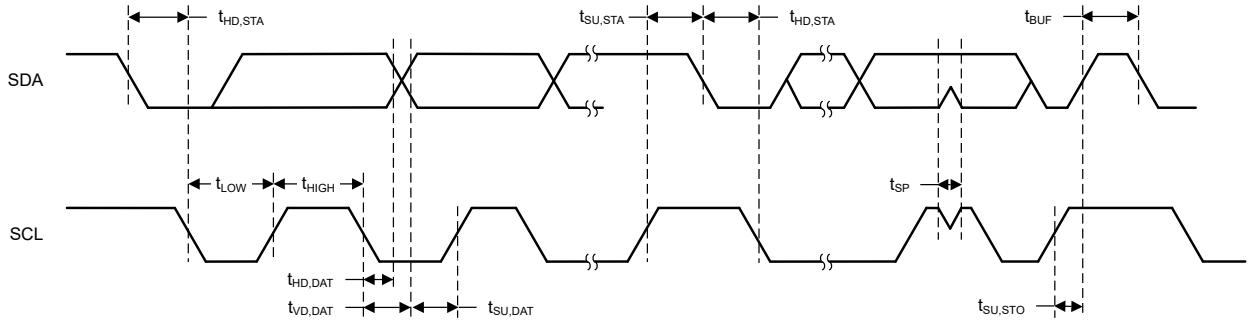 tHD,STA
tSU,STA
tHD,STA
tBUF
SDA
tLOW
tHIGH
tSP
SCL
tHD,DAT
tVD,DAT
tSU,DAT
tSU,STO